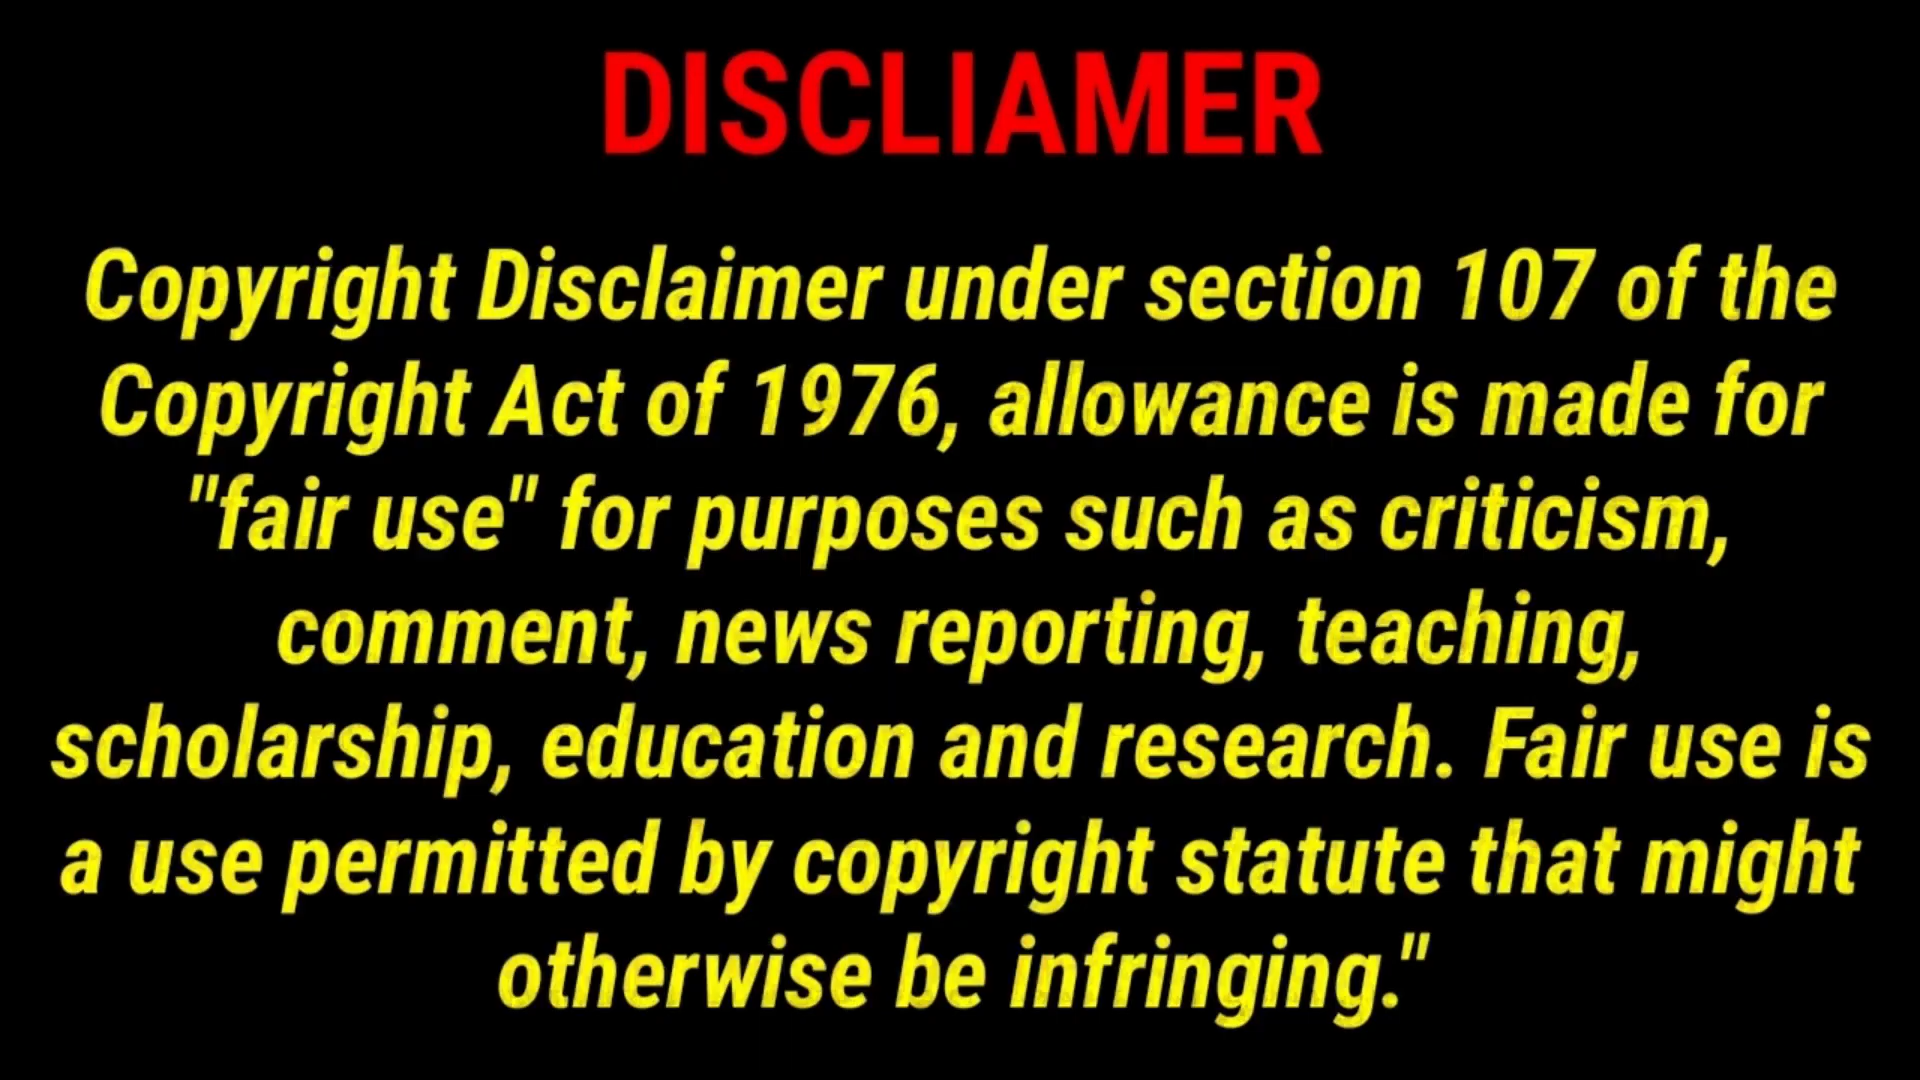 DISCLIAMER
Copyright Disclaimer under section 107 of the
Copyright Act of 1976, allowance is made for
"fair use" for purposes such as criticism,
comment, news reporting, teaching,
scholarship, education and research. Fair use is
a use permitted by copyright statute that might
otherwise be infringing."